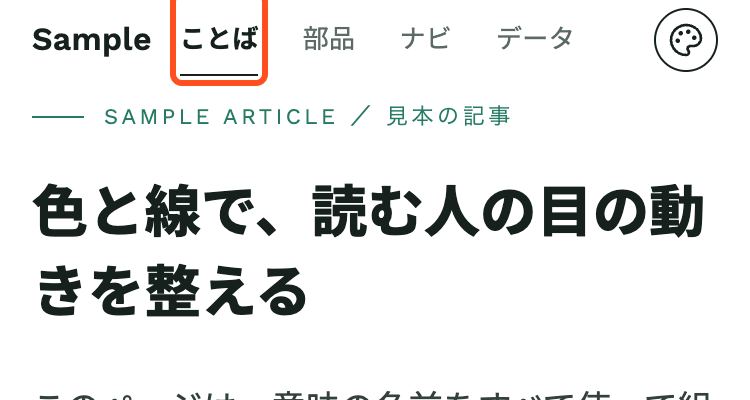 Sample ことば 部品 ナビ データ
SAMPLE ARTICLE ／ 見本の記事
色と線で、読む人の目の動
きを整える